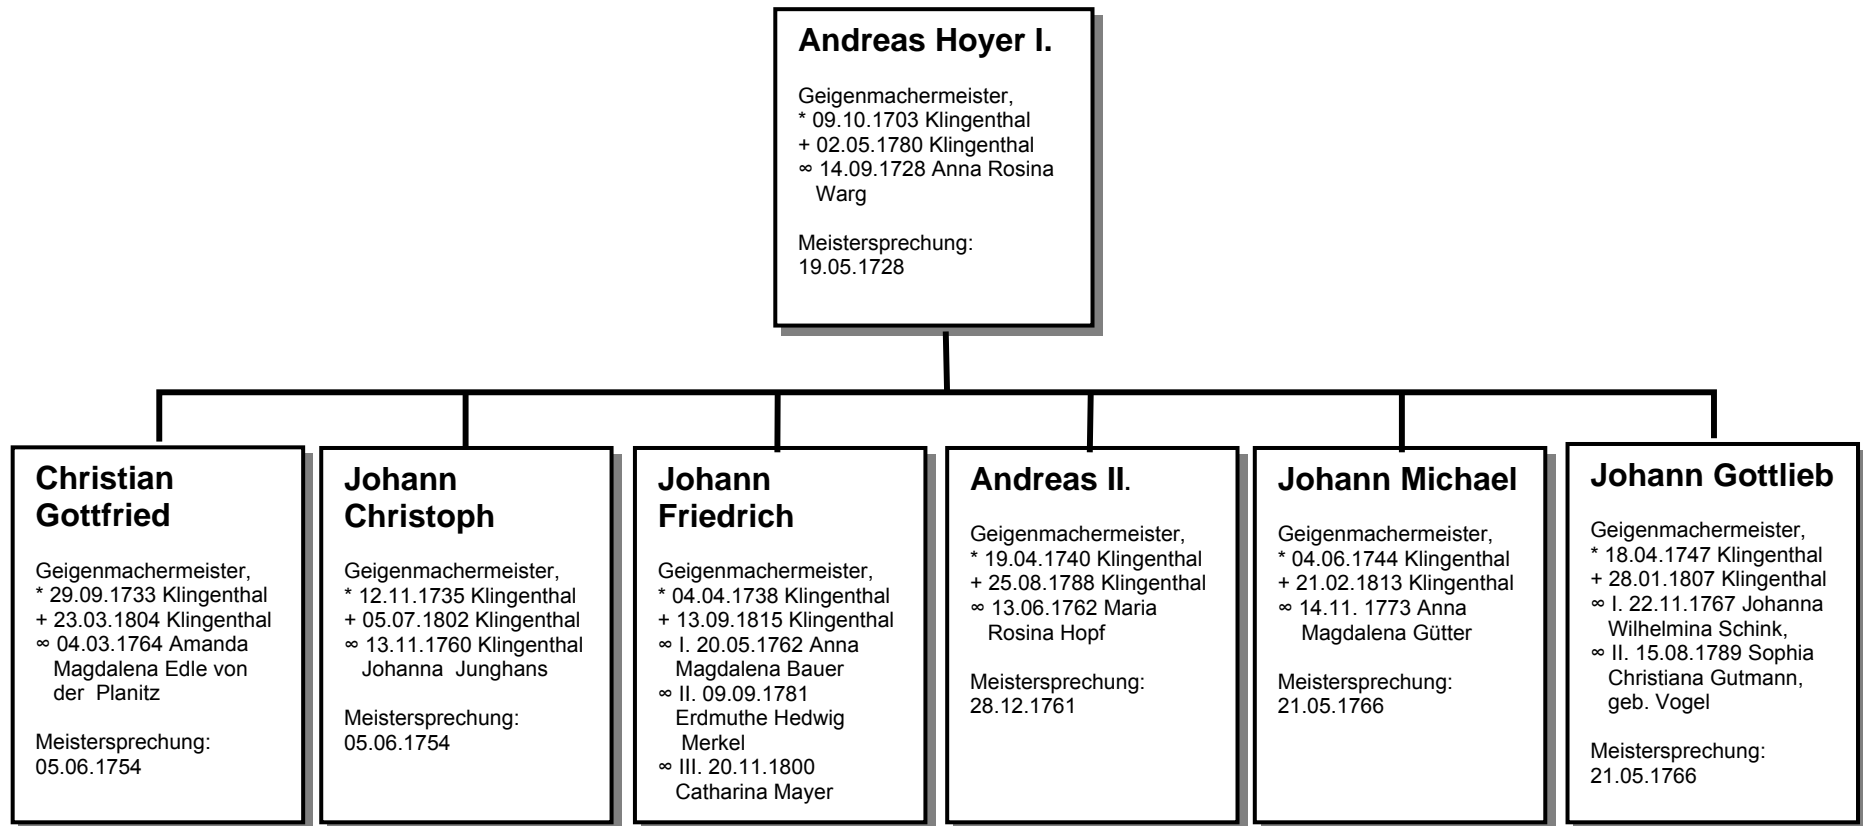 Andreas Hoyer I.
Geigenmachermeister,
* 09.10.1703 Klingenthal
+ 02.05.1780 Klingenthal
∞ 14.09.1728 Anna Rosina
Warg
Meistersprechung:
19.05.1728
Christian
Gottfried
Geigenmachermeister,
* 29.09.1733 Klingenthal
+ 23.03.1804 Klingenthal
∞ 04.03.1764 Amanda
Magdalena Edle von
der Planitz
Meistersprechung:
05.06.1754
Johann
Christoph
Geigenmachermeister,
* 12.11.1735 Klingenthal
+ 05.07.1802 Klingenthal
∞ 13.11.1760 Klingenthal
Johanna Junghans
Meistersprechung:
05.06.1754
Johann
Friedrich
Geigenmachermeister,
* 04.04.1738 Klingenthal
+ 13.09.1815 Klingenthal
∞ I. 20.05.1762 Anna
Magdalena Bauer
∞ II. 09.09.1781
Erdmuthe Hedwig
Merkel
∞ III. 20.11.1800
Catharina Mayer
Andreas II.
Geigenmachermeister,
* 19.04.1740 Klingenthal
+ 25.08.1788 Klingenthal
∞ 13.06.1762 Maria
Rosina Hopf
Meistersprechung:
28.12.1761
Johann Michael
Geigenmachermeister,
* 04.06.1744 Klingenthal
+ 21.02.1813 Klingenthal
∞ 14.11. 1773 Anna
Magdalena Gütter
Meistersprechung:
21.05.1766
Johann Gottlieb
Geigenmachermeister,
* 18.04.1747 Klingenthal
+ 28.01.1807 Klingenthal
∞ I. 22.11.1767 Johanna
Wilhelmina Schink,
∞ II. 15.08.1789 Sophia
Christiana Gutmann,
geb. Vogel
Meistersprechung:
21.05.1766